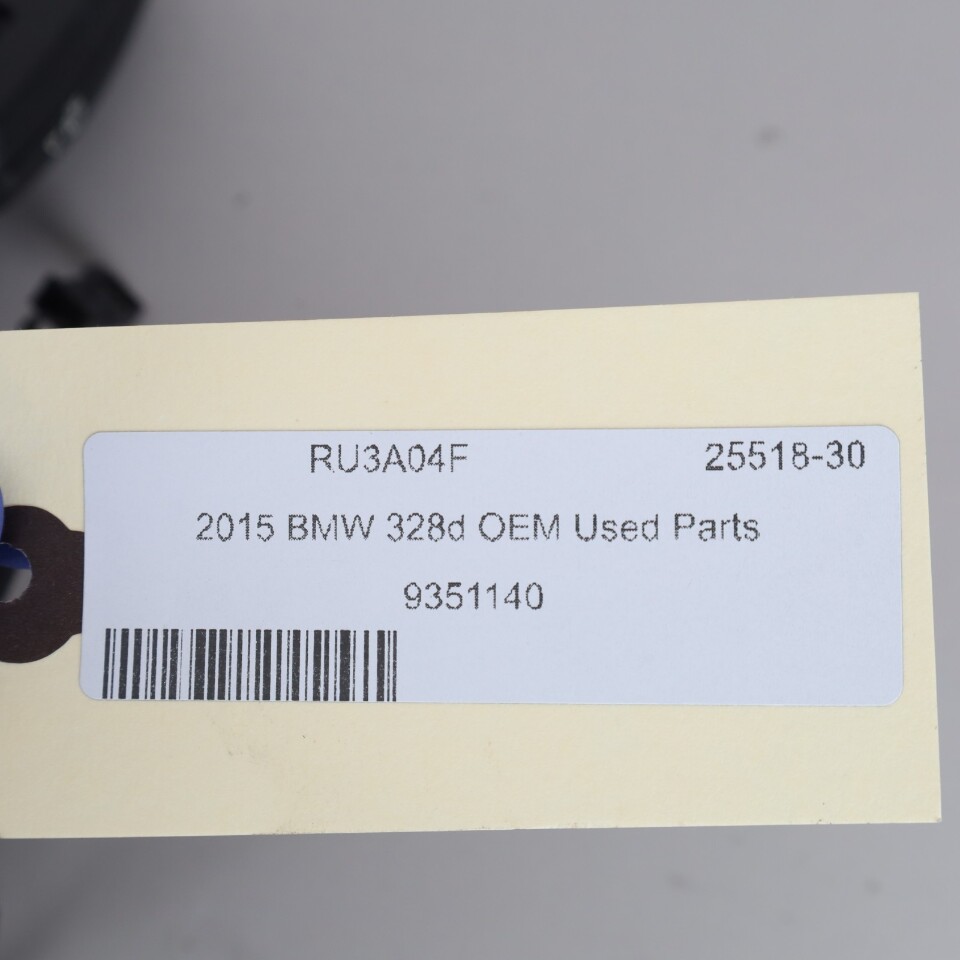 RU3A04F 25518-30
2015 BMW 328d OEM Used Parts
9351140